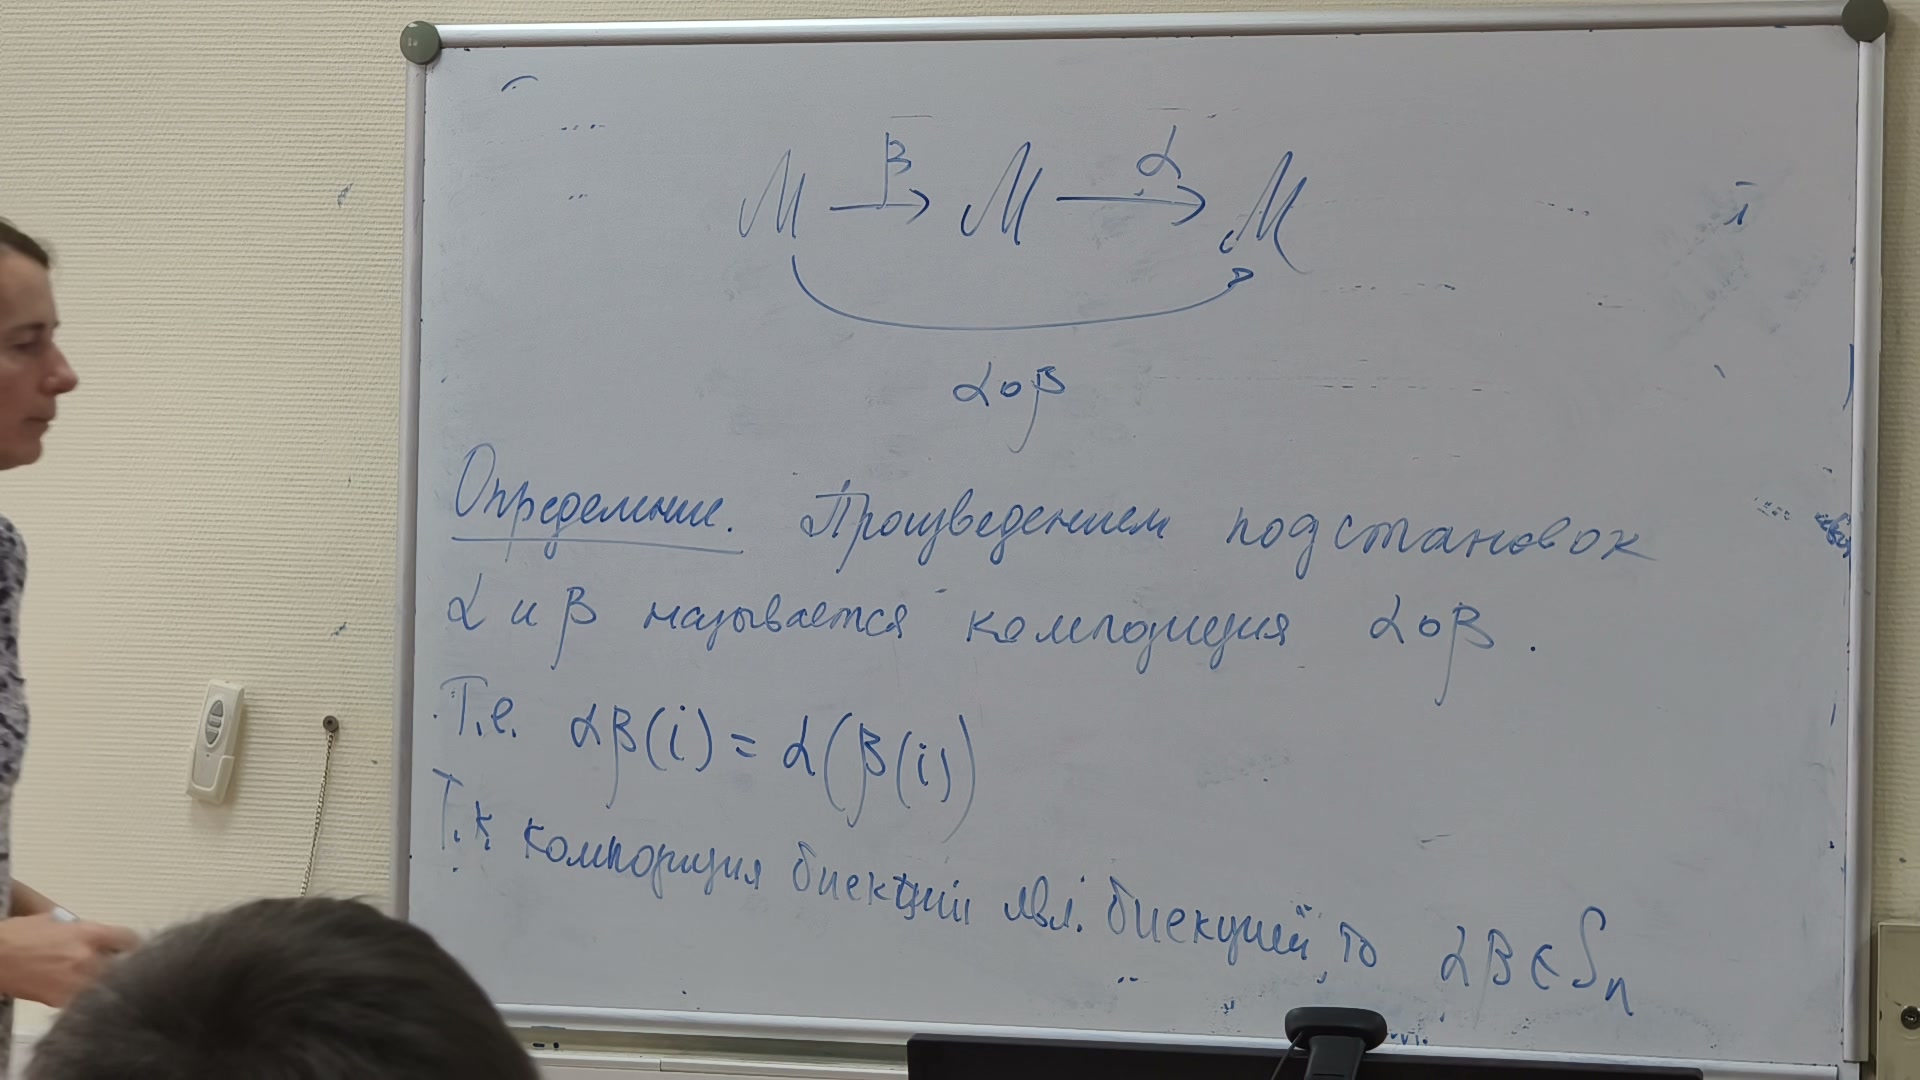 M →β M →α M
α∘β
Определение. Произведением подстановок
α и β называется композиция α∘β.
Т.е. αβ(i) = α(β(i))
Т.к. композиция биекций явл. биекцией, то αβ ∈ Sn